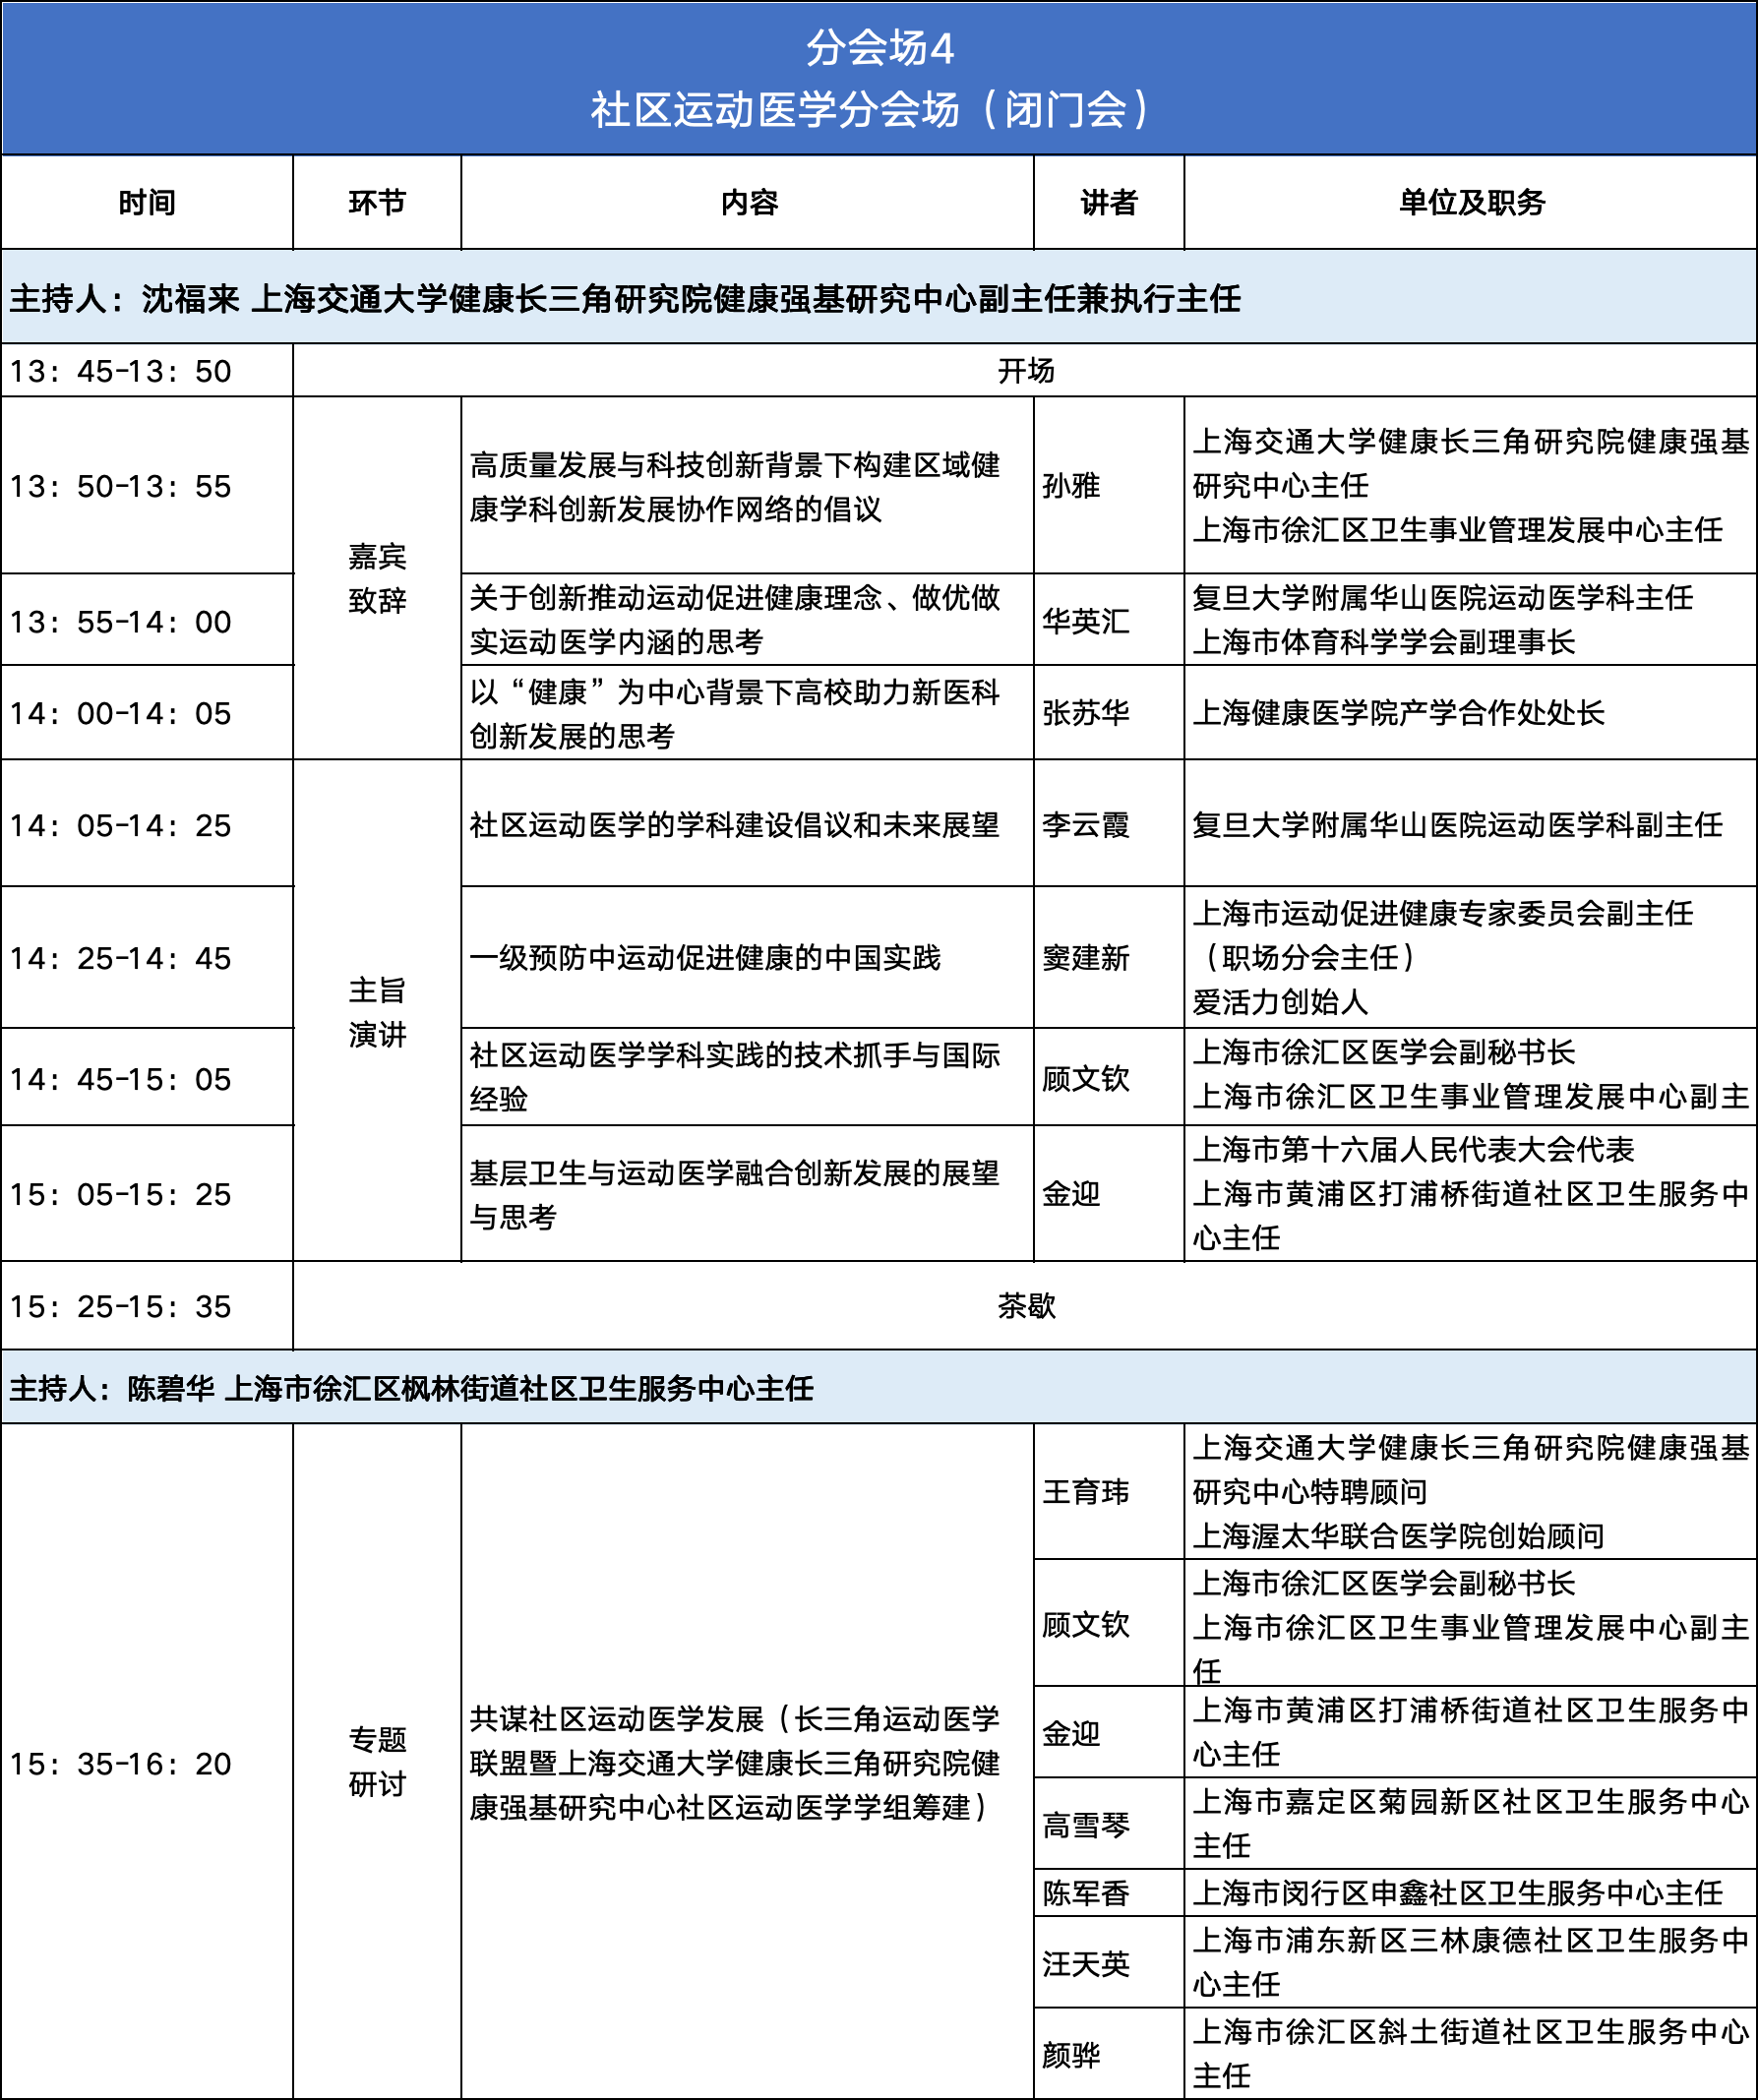 分会场4
社区运动医学分会场（闭门会）
时间 环节 内容 讲者 单位及职务
主持人：沈福来 上海交通大学健康长三角研究院健康强基研究中心副主任兼执行主任
13：45-13：50 开场
嘉宾
致辞
13：50-13：55
高质量发展与科技创新背景下构建区域健
康学科创新发展协作网络的倡议
孙雅
上海交通大学健康长三角研究院健康强基
研究中心主任
上海市徐汇区卫生事业管理发展中心主任
13：55-14：00
关于创新推动运动促进健康理念、做优做
实运动医学内涵的思考
华英汇
复旦大学附属华山医院运动医学科主任
上海市体育科学学会副理事长
14：00-14：05
以“健康”为中心背景下高校助力新医科
创新发展的思考
张苏华
上海健康医学院产学合作处处长
主旨
演讲
14：05-14：25
社区运动医学的学科建设倡议和未来展望
李云霞
复旦大学附属华山医院运动医学科副主任
14：25-14：45
一级预防中运动促进健康的中国实践
窦建新
上海市运动促进健康专家委员会副主任
（职场分会主任）
爱活力创始人
14：45-15：05
社区运动医学学科实践的技术抓手与国际
经验
顾文钦
上海市徐汇区医学会副秘书长
上海市徐汇区卫生事业管理发展中心副主
15：05-15：25
基层卫生与运动医学融合创新发展的展望
与思考
金迎
上海市第十六届人民代表大会代表
上海市黄浦区打浦桥街道社区卫生服务中
心主任
15：25-15：35 茶歇
主持人：陈碧华 上海市徐汇区枫林街道社区卫生服务中心主任
15：35-16：20
专题
研讨
共谋社区运动医学发展（长三角运动医学
联盟暨上海交通大学健康长三角研究院健
康强基研究中心社区运动医学学组筹建）
王育玮
上海交通大学健康长三角研究院健康强基
研究中心特聘顾问
上海渥太华联合医学院创始顾问
顾文钦
上海市徐汇区医学会副秘书长
上海市徐汇区卫生事业管理发展中心副主
任
金迎
上海市黄浦区打浦桥街道社区卫生服务中
心主任
高雪琴
上海市嘉定区菊园新区社区卫生服务中心
主任
陈军香
上海市闵行区申鑫社区卫生服务中心主任
汪天英
上海市浦东新区三林康德社区卫生服务中
心主任
颜骅
上海市徐汇区斜土街道社区卫生服务中心
主任